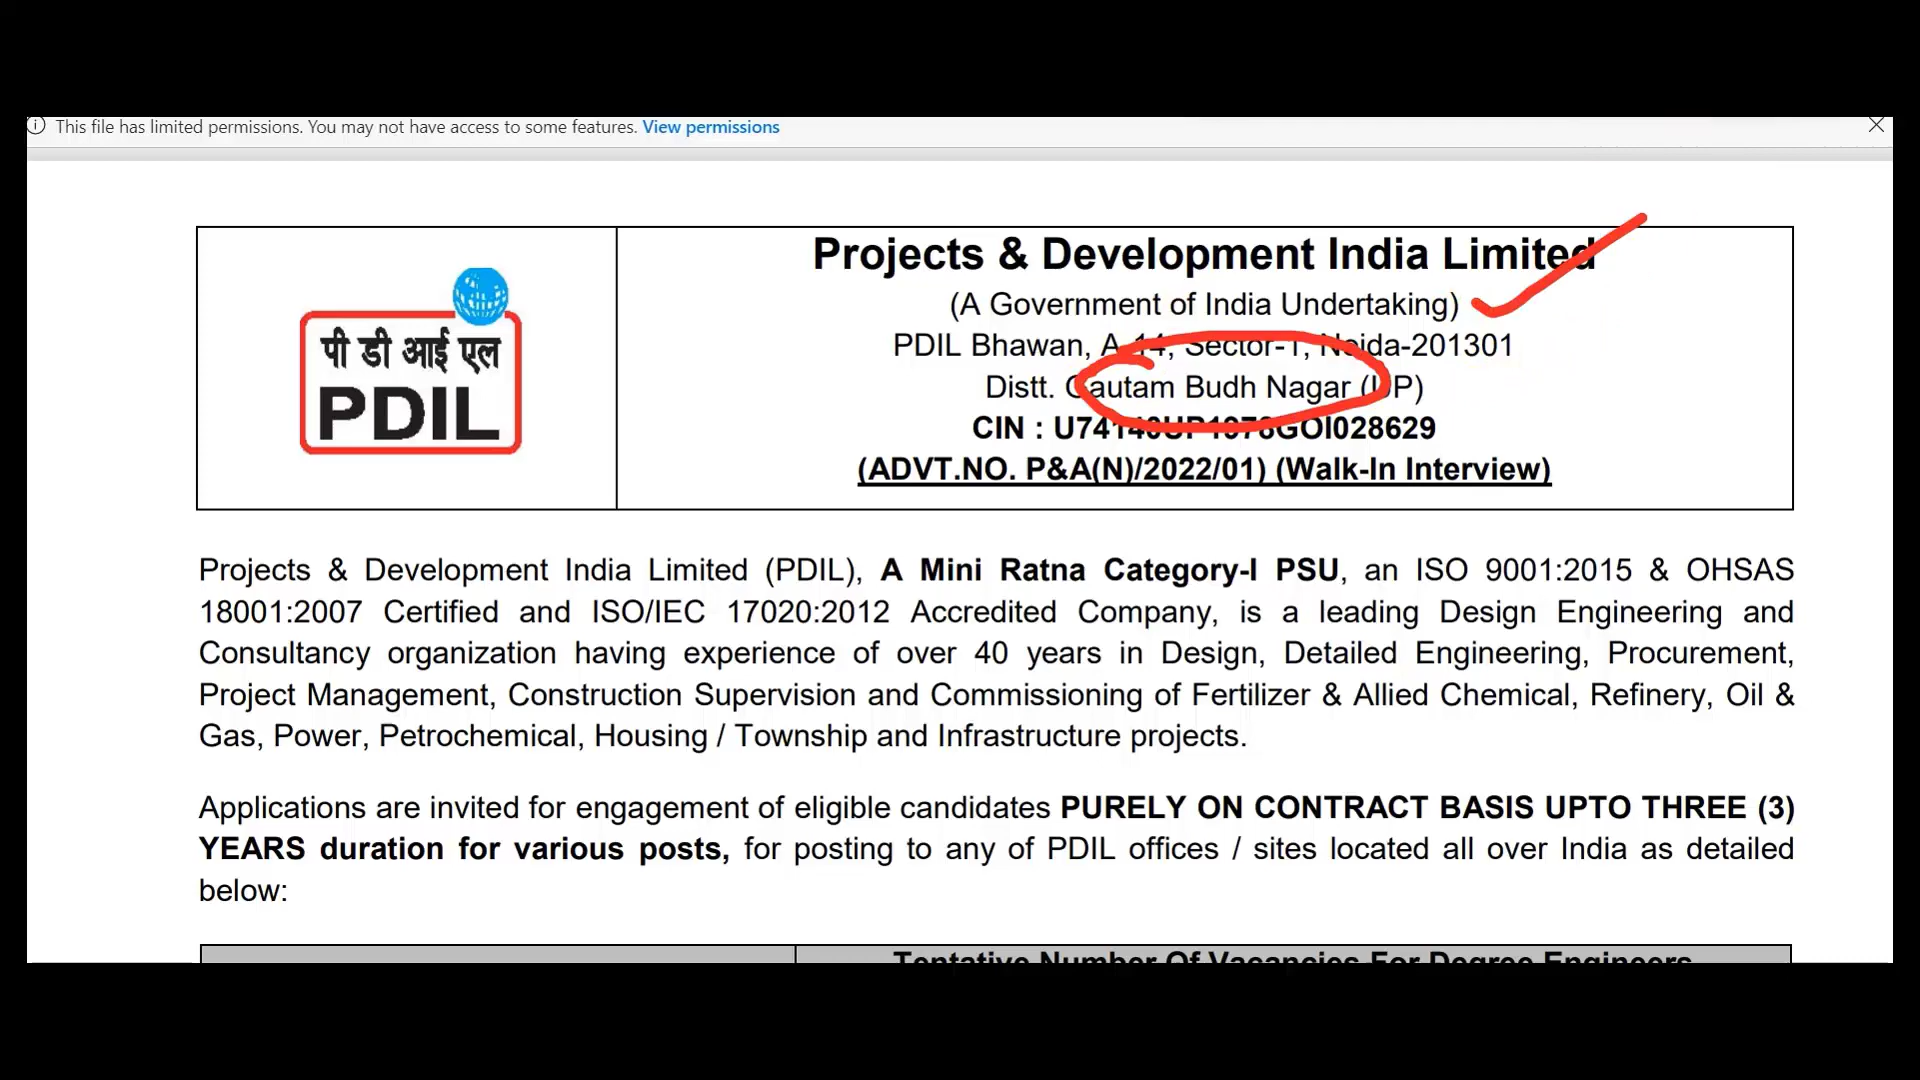 This file has limited permissions. You may not have access to some features. View permissions
पी डी आई एल
PDIL
Projects & Development India Limited
(A Government of India Undertaking)
PDIL Bhawan, A-14, Sector-1, Noida-201301
Distt. Gautam Budh Nagar (UP)
CIN : U74140UP1978GOI028629
(ADVT.NO. P&A(N)/2022/01) (Walk-In Interview)
Projects & Development India Limited (PDIL), A Mini Ratna Category-I PSU, an ISO 9001:2015 & OHSAS
18001:2007 Certified and ISO/IEC 17020:2012 Accredited Company, is a leading Design Engineering and
Consultancy organization having experience of over 40 years in Design, Detailed Engineering, Procurement,
Project Management, Construction Supervision and Commissioning of Fertilizer & Allied Chemical, Refinery, Oil &
Gas, Power, Petrochemical, Housing / Township and Infrastructure projects.
Applications are invited for engagement of eligible candidates PURELY ON CONTRACT BASIS UPTO THREE (3)
YEARS duration for various posts, for posting to any of PDIL offices / sites located all over India as detailed
below:
Tentative Number Of Vacancies For Degree Engineers